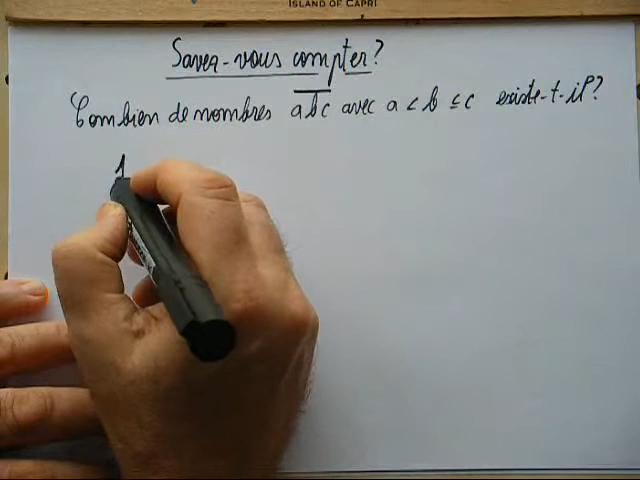 ISLAND OF CAPRI
Savez-vous compter?
Combien de nombres abc avec a < b ≤ c existe-t-il?
1